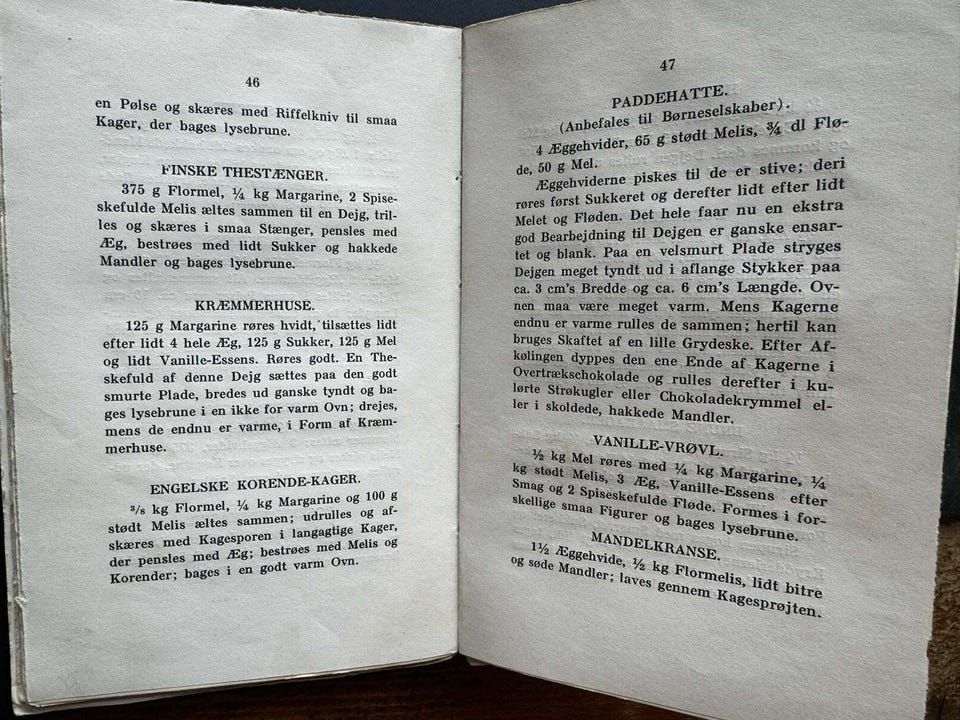 46
en Pølse og skæres med Riffelkniv til smaa
Kager, der bages lysebrune.
FINSKE THESTÆNGER.
375 g Flormel, ¼ kg Margarine, 2 Spise-
skefulde Melis æltes sammen til en Dejg, tril-
les og skæres i smaa Stænger, pensles med
Æg, bestrøes med lidt Sukker og hakkede
Mandler og bages lysebrune.
KRÆMMERHUSE.
125 g Margarine røres hvidt, tilsættes lidt
efter lidt 4 hele Æg, 125 g Sukker, 125 g Mel
og lidt Vanille-Essens. Røres godt. En The-
skefuld af denne Dejg sættes paa den godt
smurte Plade, bredes ud ganske tyndt og ba-
ges lysebrune i en ikke for varm Ovn; drejes,
mens de endnu er varme, i Form af Kræm-
merhuse.
ENGELSKE KORENDE-KAGER.
³/₈ kg Flormel, ¼ kg Margarine og 100 g
stødt Melis æltes sammen; udrulles og af-
skæres med Kagesporen i langagtige Kager,
der pensles med Æg; bestrøes med Melis og
Korender; bages i en godt varm Ovn.
47
PADDEHATTE.
(Anbefales til Børneselskaber).
4 Æggehvider, 65 g stødt Melis, ¾ dl Flø-
de, 50 g Mel.
Æggehviderne piskes til de er stive; deri
røres først Sukkeret og derefter lidt efter lidt
Melet og Fløden. Det hele faar nu en ekstra
god Bearbejdning til Dejgen er ganske ensar-
tet og blank. Paa en velsmurt Plade stryges
Dejgen meget tyndt ud i aflange Stykker paa
ca. 3 cm's Bredde og ca. 6 cm's Længde. Ov-
nen maa være meget varm. Mens Kagerne
endnu er varme rulles de sammen; hertil kan
bruges Skaftet af en lille Grydeske. Efter Af-
kølingen dyppes den ene Ende af Kagerne i
Overtrækschokolade og rulles derefter i ku-
lørte Strøkugler eller Chokoladekrymmel el-
ler i skoldede, hakkede Mandler.
VANILLE-VRØVL.
½ kg Mel røres med ¼ kg Margarine, ¼
kg stødt Melis, 3 Æg, Vanille-Essens efter
Smag og 2 Spiseskefulde Fløde. Formes i for-
skellige smaa Figurer og bages lysebrune.
MANDELKRANSE.
1½ Æggehvide, ½ kg Flormelis, lidt bitre
og søde Mandler; laves gennem Kagesprøjten.